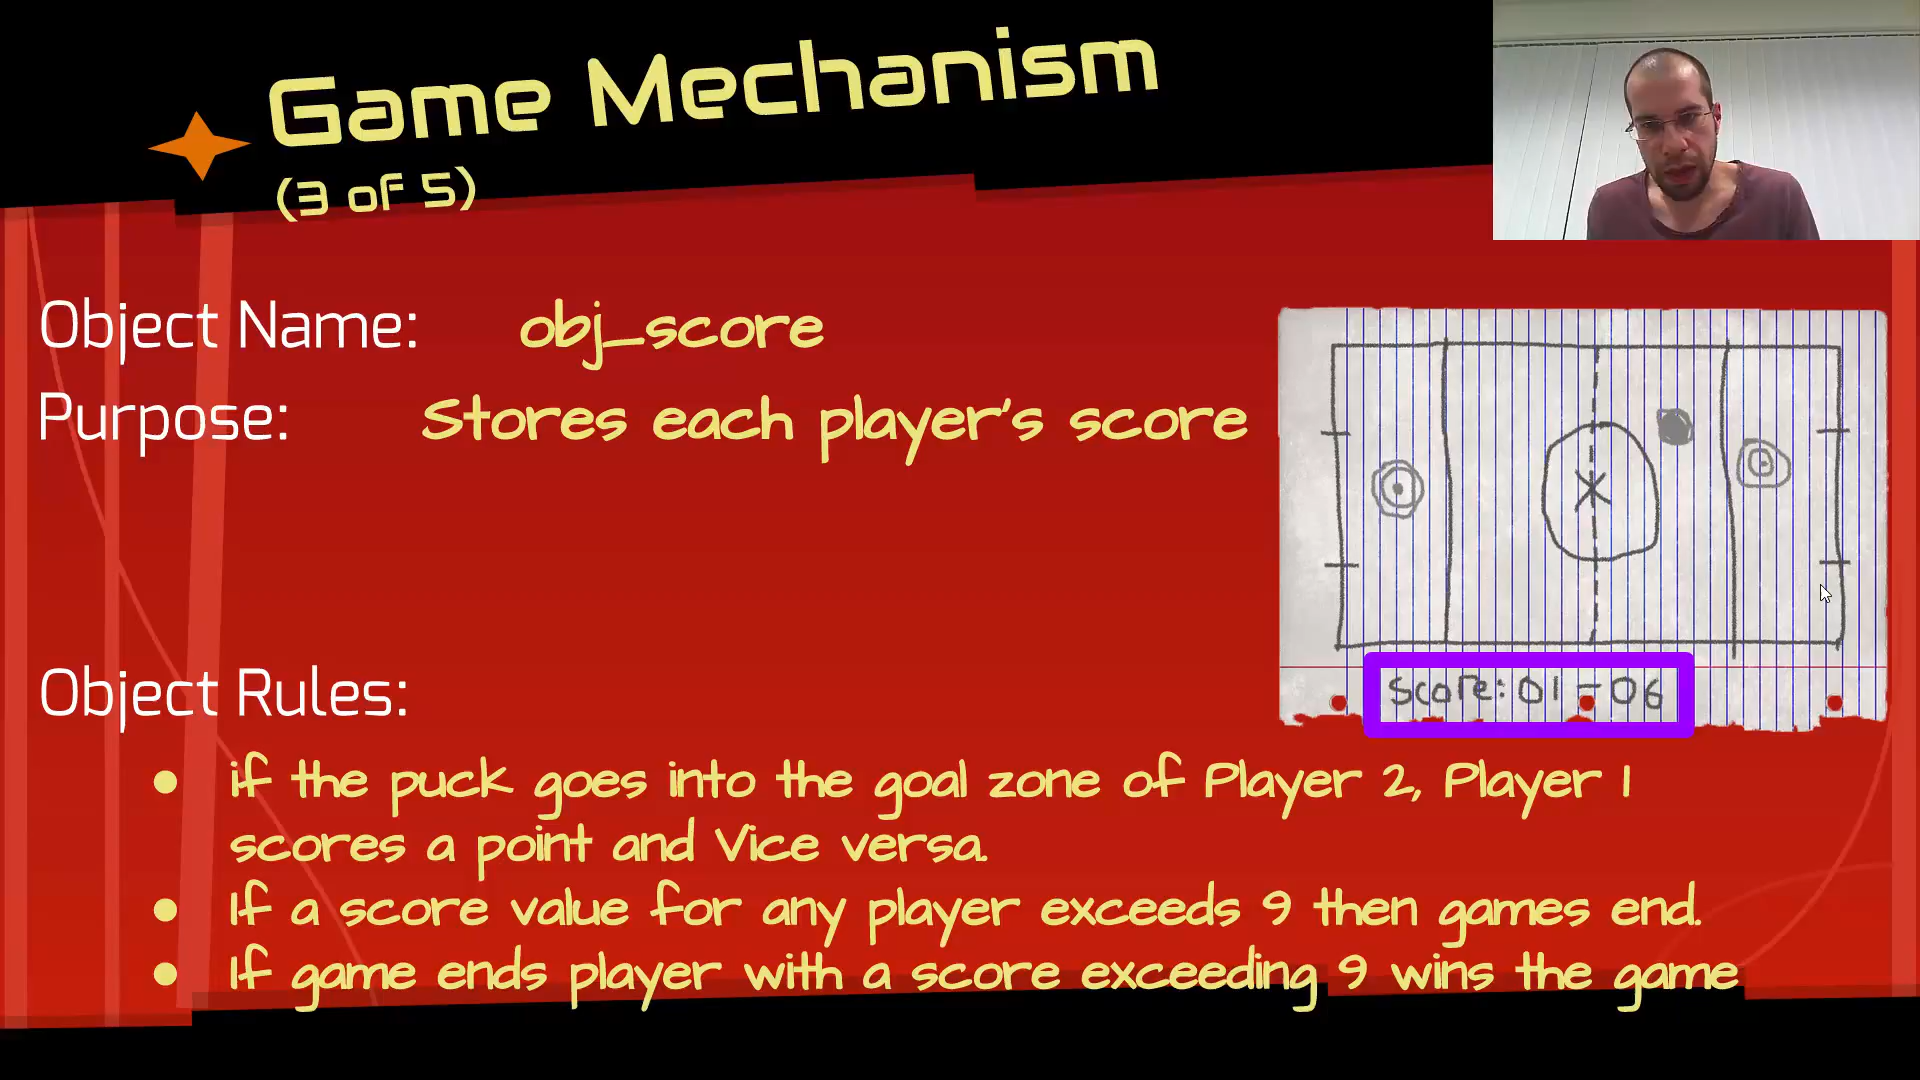 Game Mechanism
(3 of 5)
Object Name: obj_score
Purpose: Stores each player's score
Score: 01 - 06
Object Rules:
if the puck goes into the goal zone of Player 2, Player 1
scores a point and Vice versa.
If a score value for any player exceeds 9 then games end.
If game ends player with a score exceeding 9 wins the game